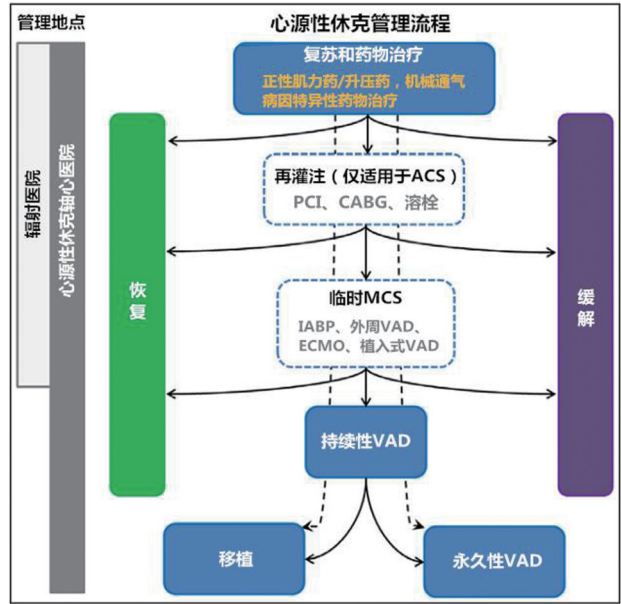 管理地点
心源性休克管理流程
复苏和药物治疗
正性肌力药/升压药，机械通气
病因特异性药物治疗
辐射医院
心源性休克轴心医院
再灌注（仅适用于ACS）
PCI、CABG、溶栓
恢复
缓解
临时MCS
IABP、外周VAD、
ECMO、植入式VAD
持续性VAD
移植
永久性VAD